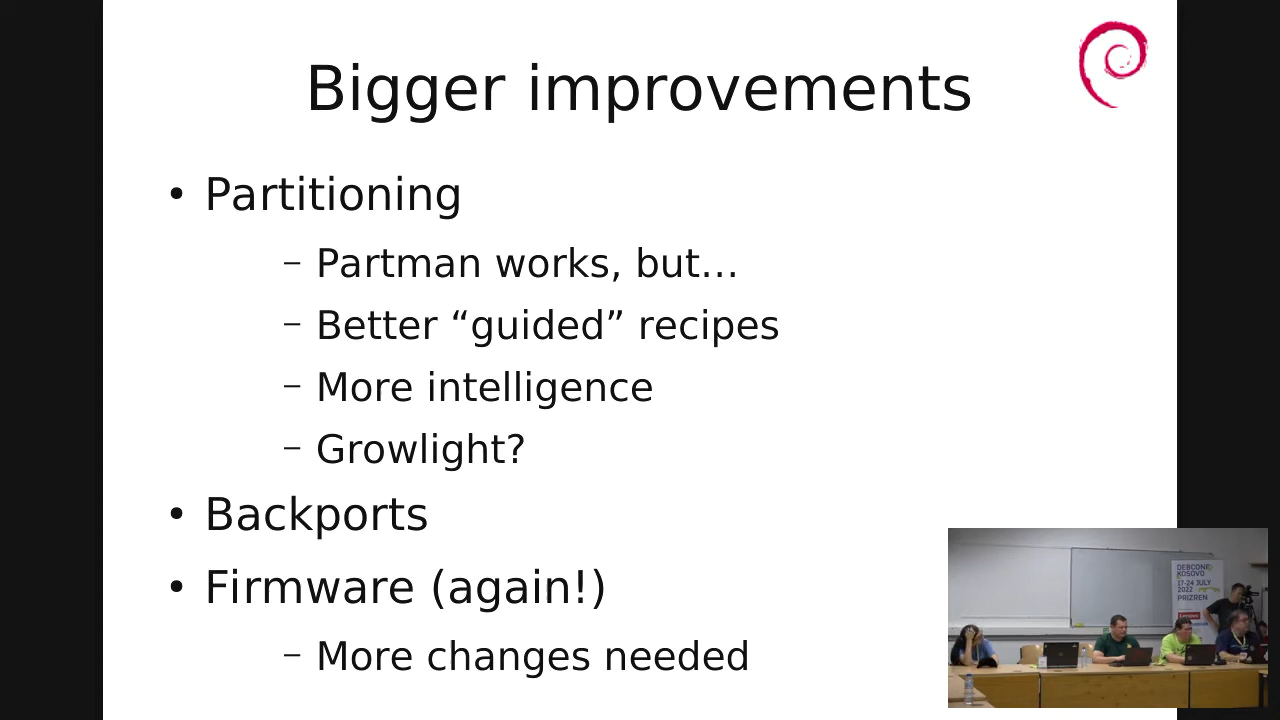 Bigger improvements
• Partitioning
– Partman works, but…
– Better “guided” recipes
– More intelligence
– Growlight?
• Backports
• Firmware (again!)
– More changes needed
DEBCONF
KOSOVO
17-24 JULY
2022
PRIZREN
Lenovo